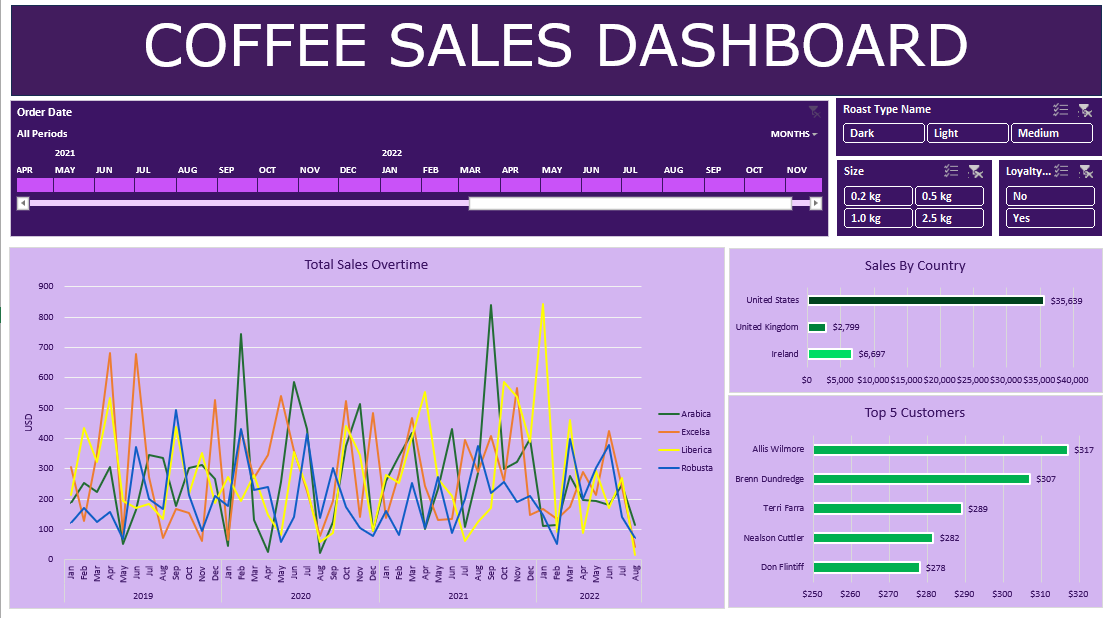 COFFEE SALES DASHBOARD
Order Date
All Periods
MONTHS
2021 2022
APR MAY JUN JUL AUG SEP OCT NOV DEC JAN FEB MAR APR MAY JUN JUL AUG SEP OCT NOV
Roast Type Name
Dark Light Medium
Size
0.2 kg 0.5 kg
1.0 kg 2.5 kg
Loyalty...
No
Yes
Total Sales Overtime
USD
900
800
700
600
500
400
300
200
100
0
Jan Feb Mar Apr May Jun Jul Aug Sep Oct Nov Dec Jan Feb Mar Apr May Jun Jul Aug Sep Oct Nov Dec Jan Feb Mar Apr May Jun Jul Aug Sep Oct Nov Dec Jan Feb Mar Apr May Jun Jul Aug
2019 2020 2021 2022
Arabica
Excelsa
Liberica
Robusta
Sales By Country
United States $35,639
United Kingdom $2,799
Ireland $6,697
$0 $5,000 $10,000 $15,000 $20,000 $25,000 $30,000 $35,000 $40,000
Top 5 Customers
Allis Wilmore $317
Brenn Dundredge $307
Terri Farra $289
Nealson Cuttler $282
Don Flintiff $278
$250 $260 $270 $280 $290 $300 $310 $320